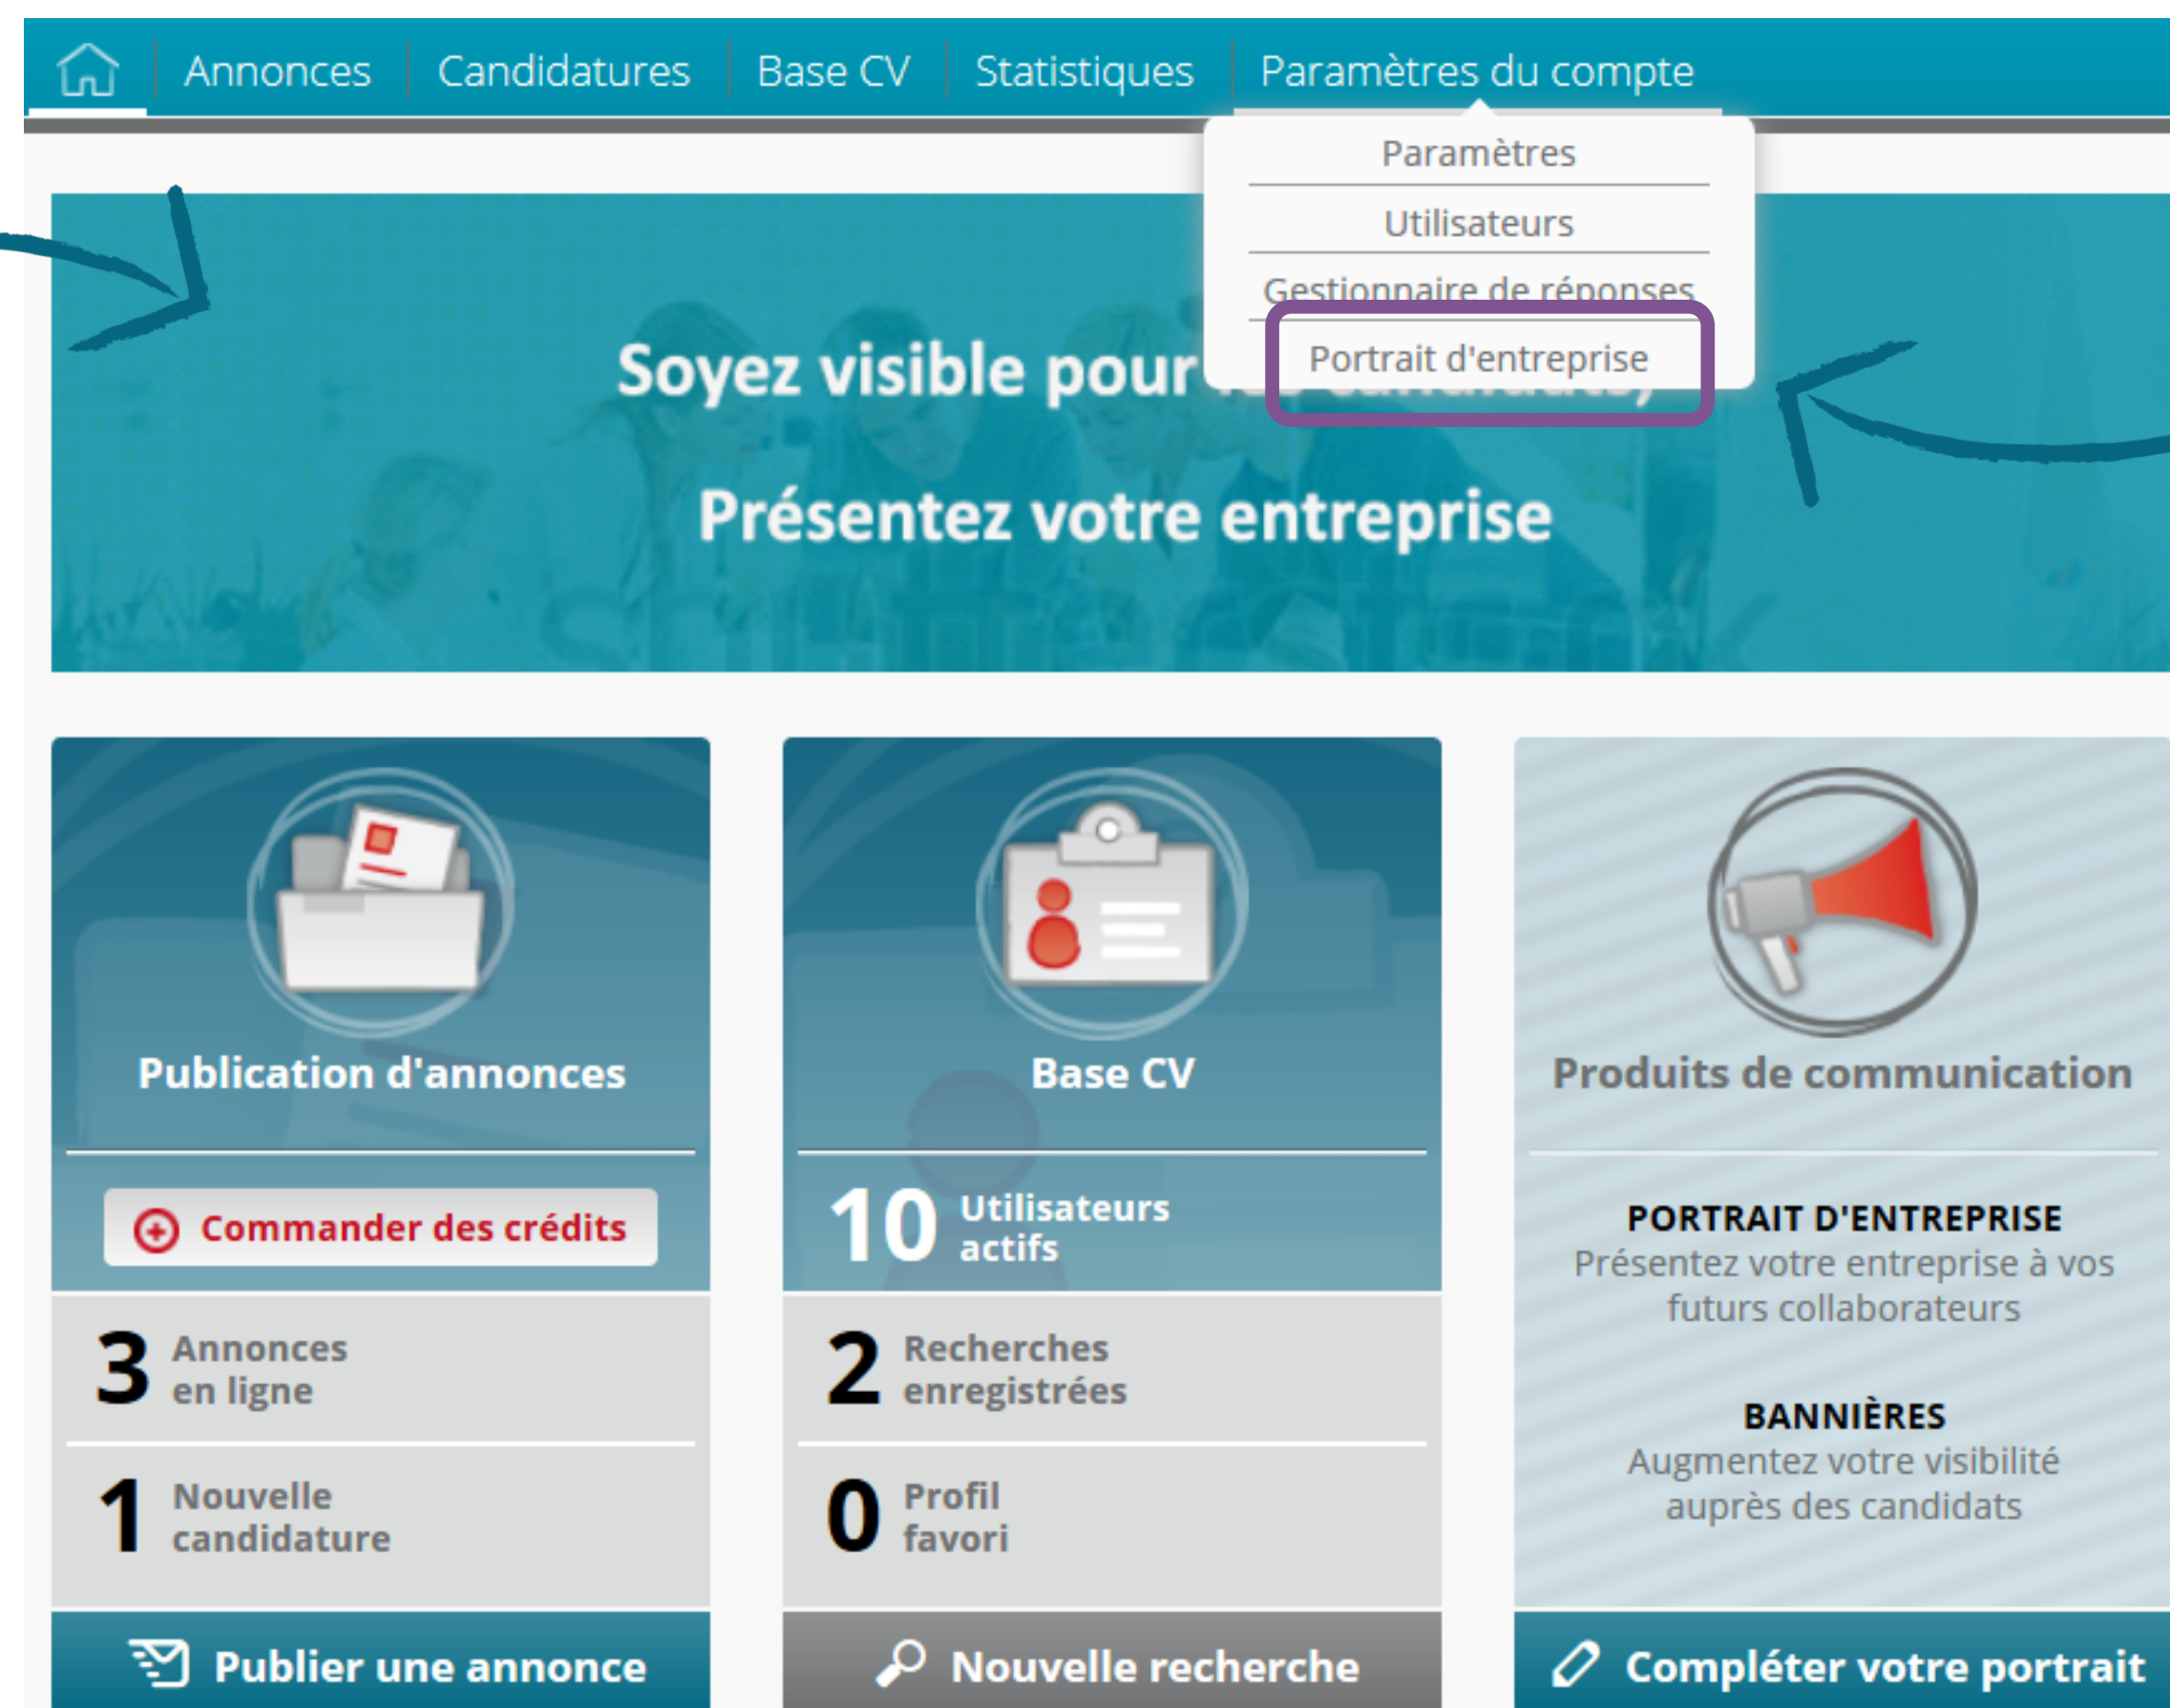 Annonces
Candidatures
Base CV
Statistiques
Paramètres du compte
Paramètres
Utilisateurs
Gestionnaire de réponses
Portrait d'entreprise
Soyez visible pour
Présentez votre entreprise
Publication d'annonces
Commander des crédits
3 Annonces
en ligne
1 Nouvelle
candidature
Publier une annonce
Base CV
10 Utilisateurs
actifs
2 Recherches
enregistrées
0 Profil
favori
Nouvelle recherche
Produits de communication
PORTRAIT D'ENTREPRISE
Présentez votre entreprise à vos
futurs collaborateurs
BANNIÈRES
Augmentez votre visibilité
auprès des candidats
Compléter votre portrait